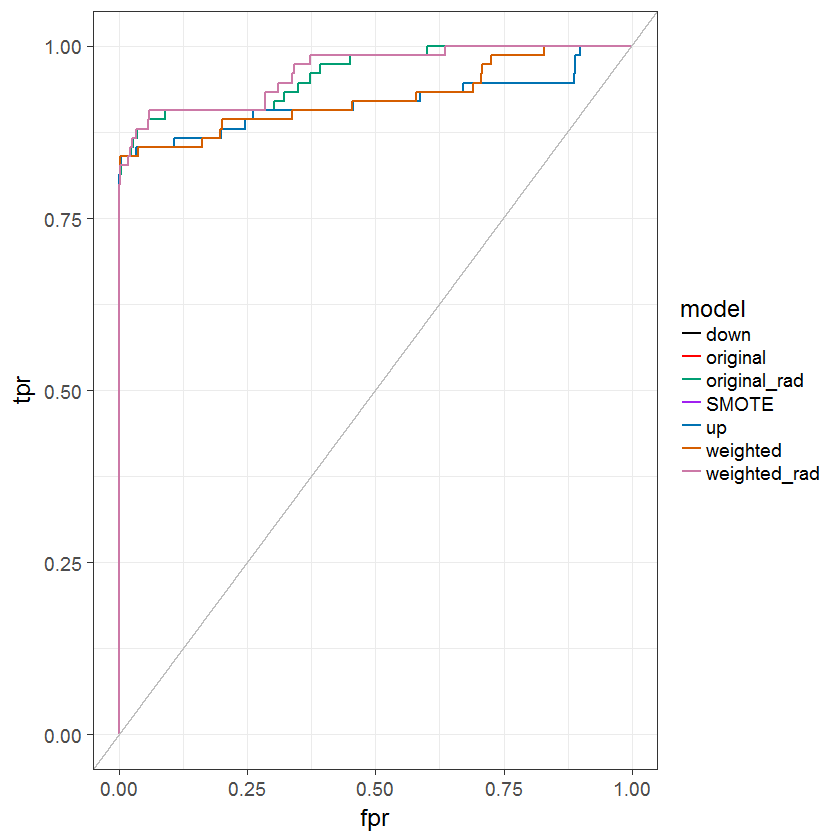 1.00
0.75
0.50
0.25
0.00
tpr
0.00 0.25 0.50 0.75 1.00
fpr
model
down
original
original_rad
SMOTE
up
weighted
weighted_rad